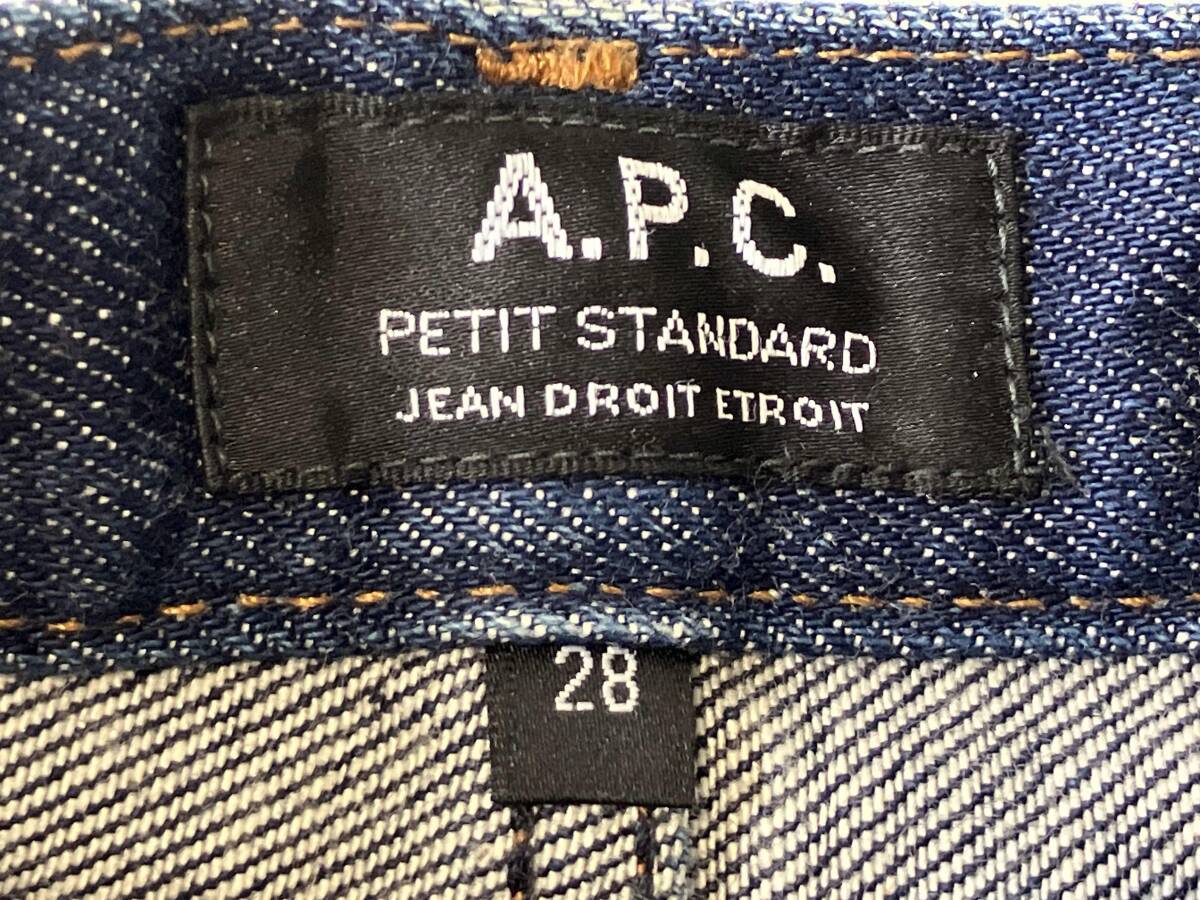 A.P.C.
PETIT STANDARD
JEAN DROIT ETROIT
28